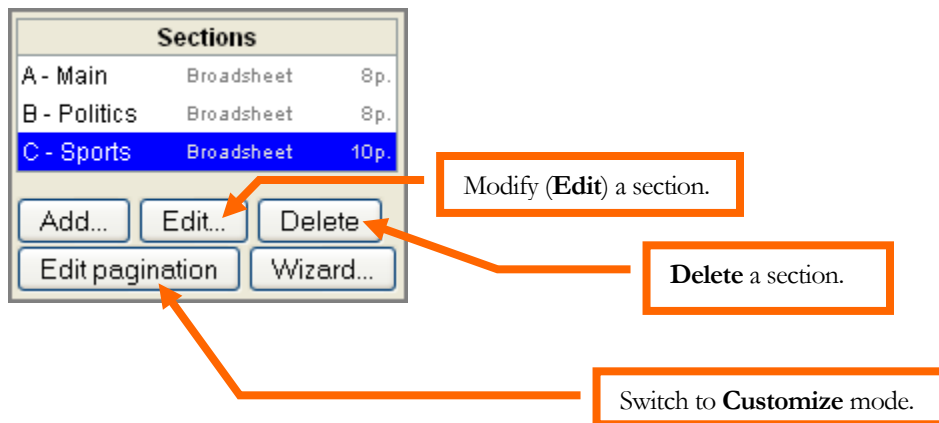 Sections
A - Main Broadsheet 8p.
B - Politics Broadsheet 8p.
C - Sports Broadsheet 10p.
Modify (Edit) a section.
Add... Edit... Delete
Edit pagination Wizard...
Delete a section.
Switch to Customize mode.